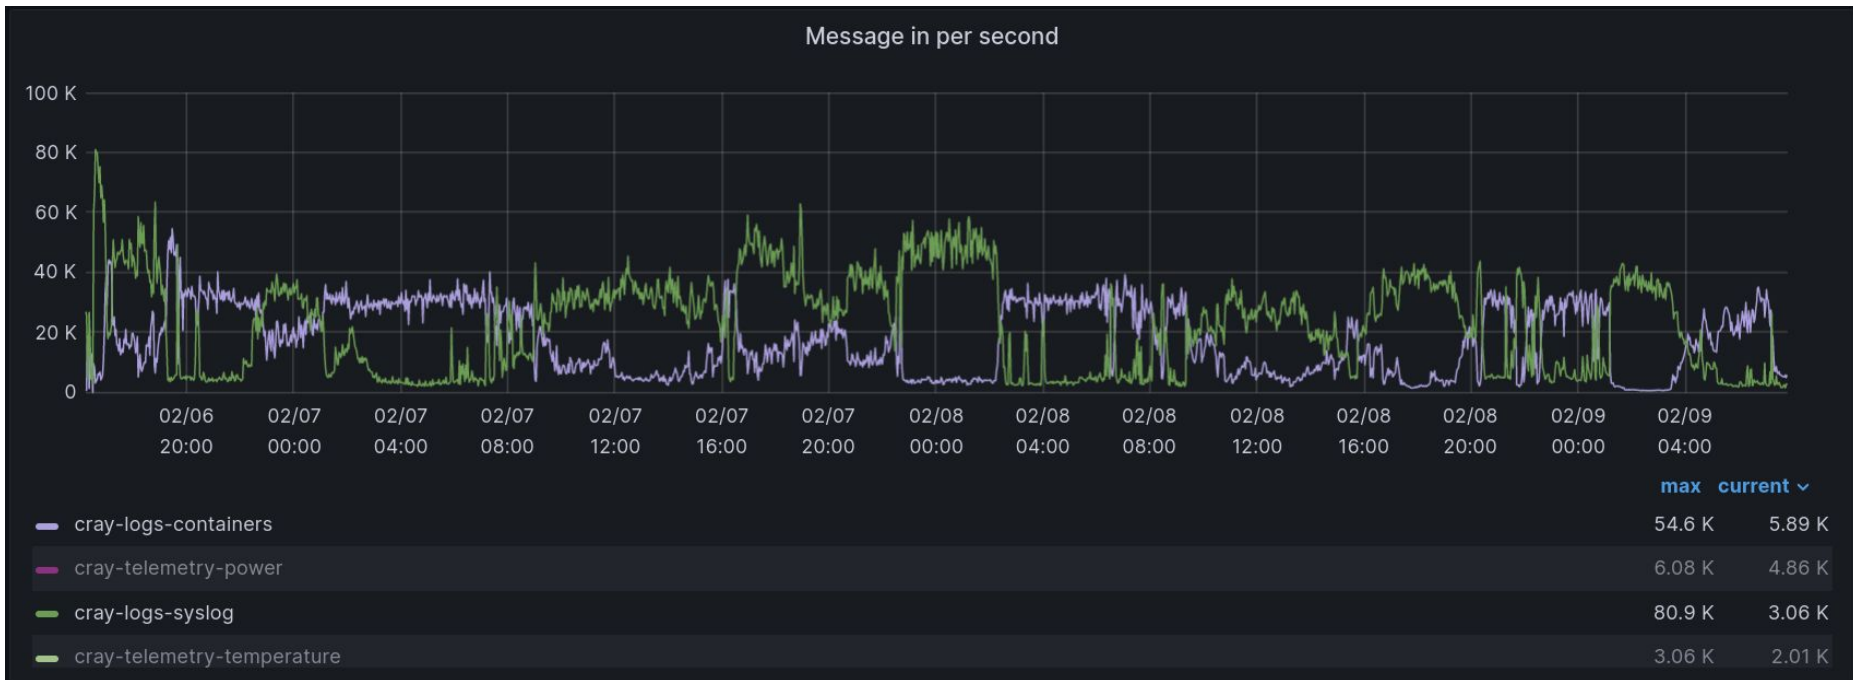 Message in per second
100 K
80 K
60 K
40 K
20 K
0
02/06 02/07 02/07 02/07 02/07 02/07 02/07 02/08 02/08 02/08 02/08 02/08 02/08 02/09 02/09
20:00 00:00 04:00 08:00 12:00 16:00 20:00 00:00 04:00 08:00 12:00 16:00 20:00 00:00 04:00
max current
cray-logs-containers 54.6 K 5.89 K
cray-telemetry-power 6.08 K 4.86 K
cray-logs-syslog 80.9 K 3.06 K
cray-telemetry-temperature 3.06 K 2.01 K